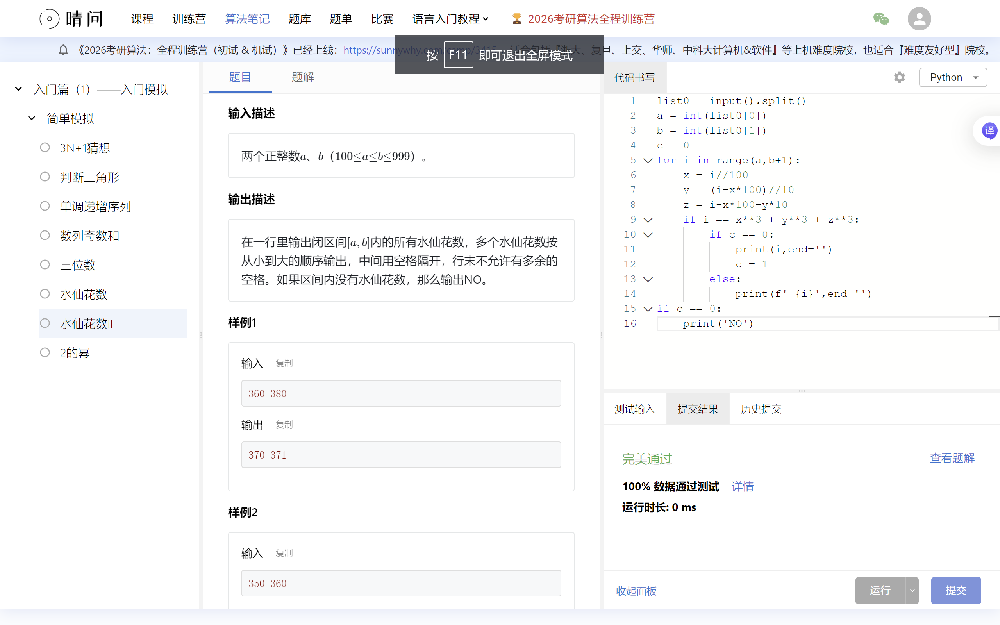 晴问
课程 训练营 算法笔记 题库 题单 比赛 语言入门教程 2026考研算法全程训练营
《2026考研算法：全程训练营（初试 & 机试）》已经上线：https://sunnywhy.com/camp/3415 适合包括『浙大、复旦、上交、华师、中科大计算机&软件』等上机难度院校，也适合『难度友好型』院校。
按 F11 即可退出全屏模式
入门篇（1）——入门模拟
简单模拟
3N+1猜想
判断三角形
单调递增序列
数列奇数和
三位数
水仙花数
水仙花数II
2的幂
题目 题解
输入描述
两个正整数a、b（100≤a≤b≤999）。
输出描述
在一行里输出闭区间[a, b]内的所有水仙花数，多个水仙花数按
从小到大的顺序输出，中间用空格隔开，行末不允许有多余的
空格。如果区间内没有水仙花数，那么输出NO。
样例1
输入 复制
360 380
输出 复制
370 371
样例2
输入 复制
350 360
代码书写 Python
译
1 list0 = input().split()
2 a = int(list0[0])
3 b = int(list0[1])
4 c = 0
5 for i in range(a,b+1):
6     x = i//100
7     y = (i-x*100)//10
8     z = i-x*100-y*10
9     if i == x**3 + y**3 + z**3:
10         if c == 0:
11             print(i,end='')
12             c = 1
13         else:
14             print(f' {i}',end='')
15 if c == 0:
16     print('NO')
测试输入 提交结果 历史提交
完美通过 查看题解
100% 数据通过测试 详情
运行时长: 0 ms
收起面板 运行 提交